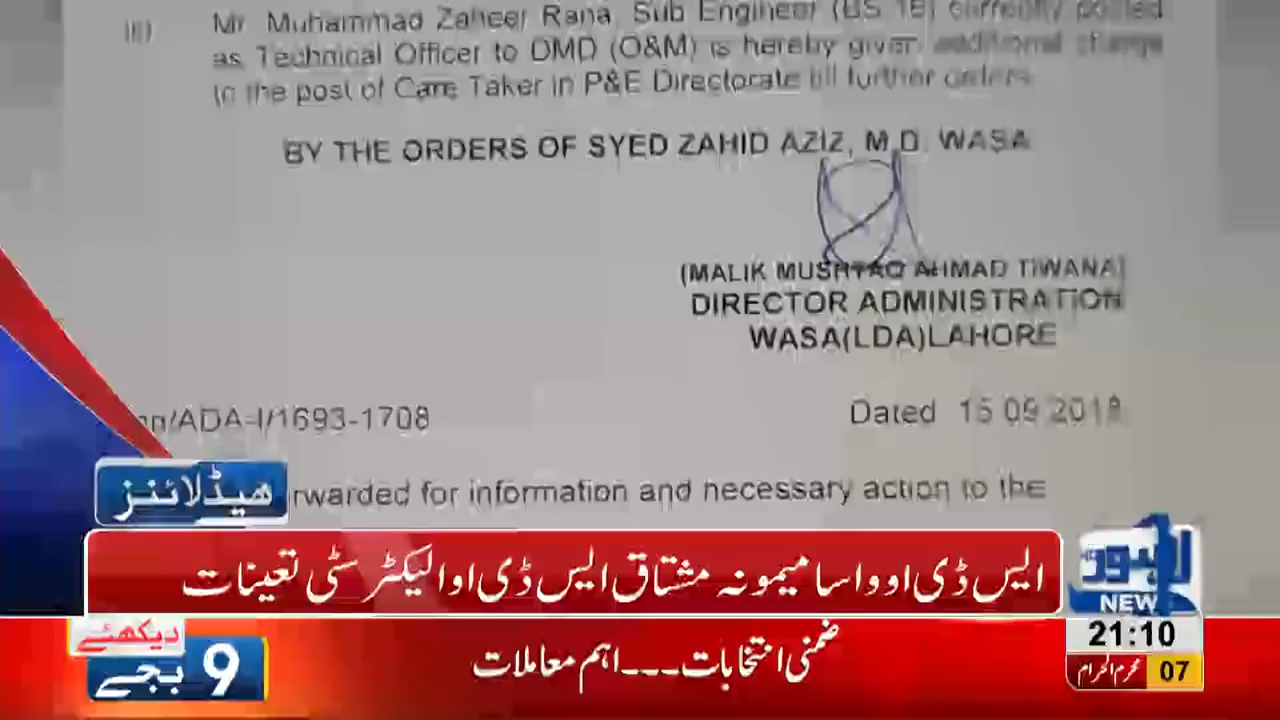 iii) Mr. Muhammad Zaheer Rana, Sub Engineer (BS 16) currently posted
as Technical Officer to DMD (O&M) is hereby given additional charge
to the post of Care Taker in P&E Directorate till further orders
BY THE ORDERS OF SYED ZAHID AZIZ, M.D. WASA
(MALIK MUSHTAQ AHMAD TIWANA)
DIRECTOR ADMINISTRATION
WASA(LDA)LAHORE
/ADA-I/1693-1708 Dated 15 09 2018
rwarded for information and necessary action to the
ہیڈلائنز
ایس ڈی او واسا میمونہ مشتاق ایس ڈی او الیکٹرسٹی تعینات
لاہور
NEW
دیکھئے
9 بجے
ضمنی انتخابات۔۔۔اہم معاملات
21:10
محرم الحرام 07